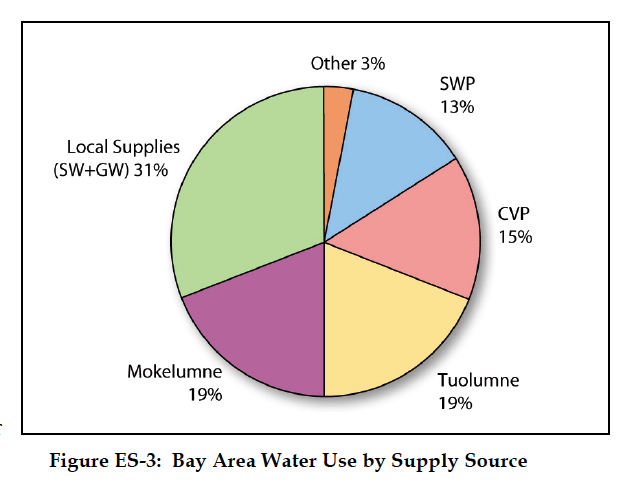 Other 3%
SWP
13%
Local Supplies
(SW+GW) 31%
CVP
15%
Mokelumne
19%
Tuolumne
19%
Figure ES-3: Bay Area Water Use by Supply Source